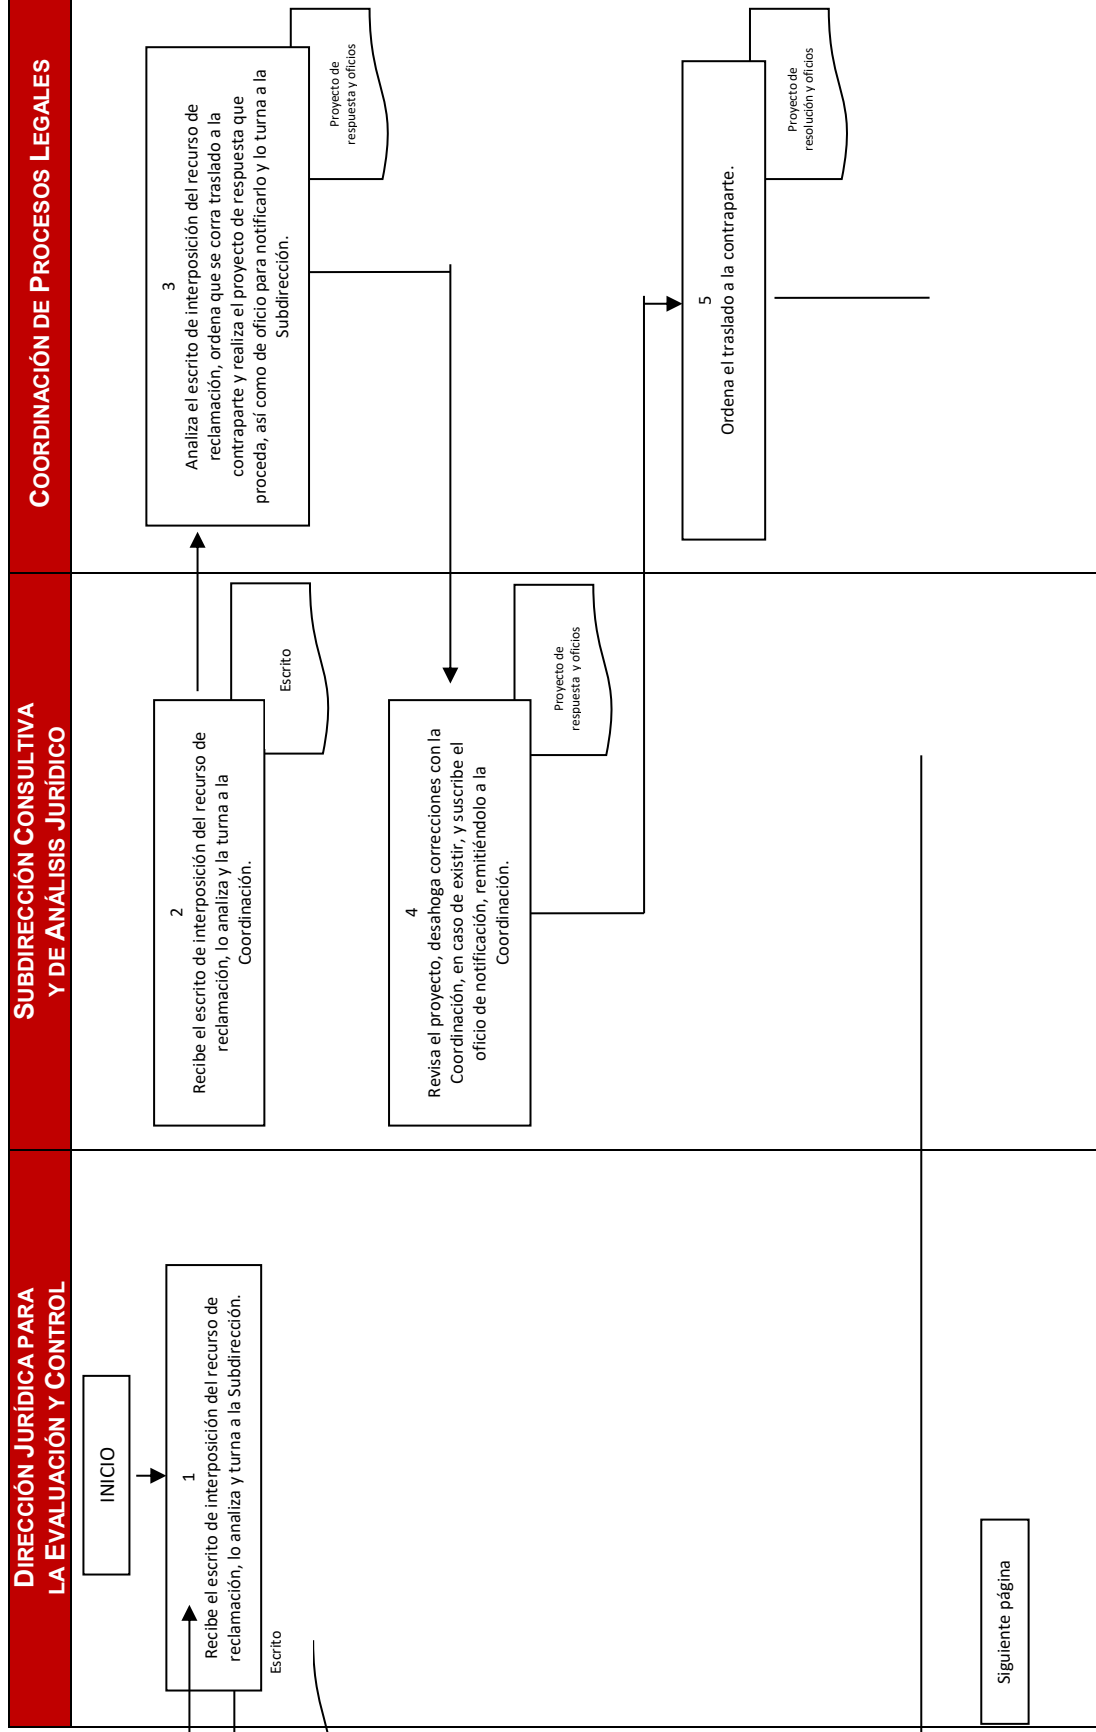 DIRECCIÓN JURÍDICA PARA
LA EVALUACIÓN Y CONTROL
SUBDIRECCIÓN CONSULTIVA
Y DE ANÁLISIS JURÍDICO
COORDINACIÓN DE PROCESOS LEGALES
INICIO
1
Recibe el escrito de interposición del recurso de
reclamación, lo analiza y turna a la Subdirección.
Escrito
2
Recibe el escrito de interposición del recurso de
reclamación, lo analiza y la turna a la
Coordinación.
Escrito
3
Analiza el escrito de interposición del recurso de
reclamación, ordena que se corra traslado a la
contraparte y realiza el proyecto de respuesta que
proceda, así como de oficio para notificarlo y lo turna a la
Subdirección.
Proyecto de
respuesta y oficios
4
Revisa el proyecto, desahoga correcciones con la
Coordinación, en caso de existir, y suscribe el
oficio de notificación, remitiéndolo a la
Coordinación.
Proyecto de
respuesta y oficios
5
Ordena el traslado a la contraparte.
Proyecto de
resolución y oficios
Siguiente página